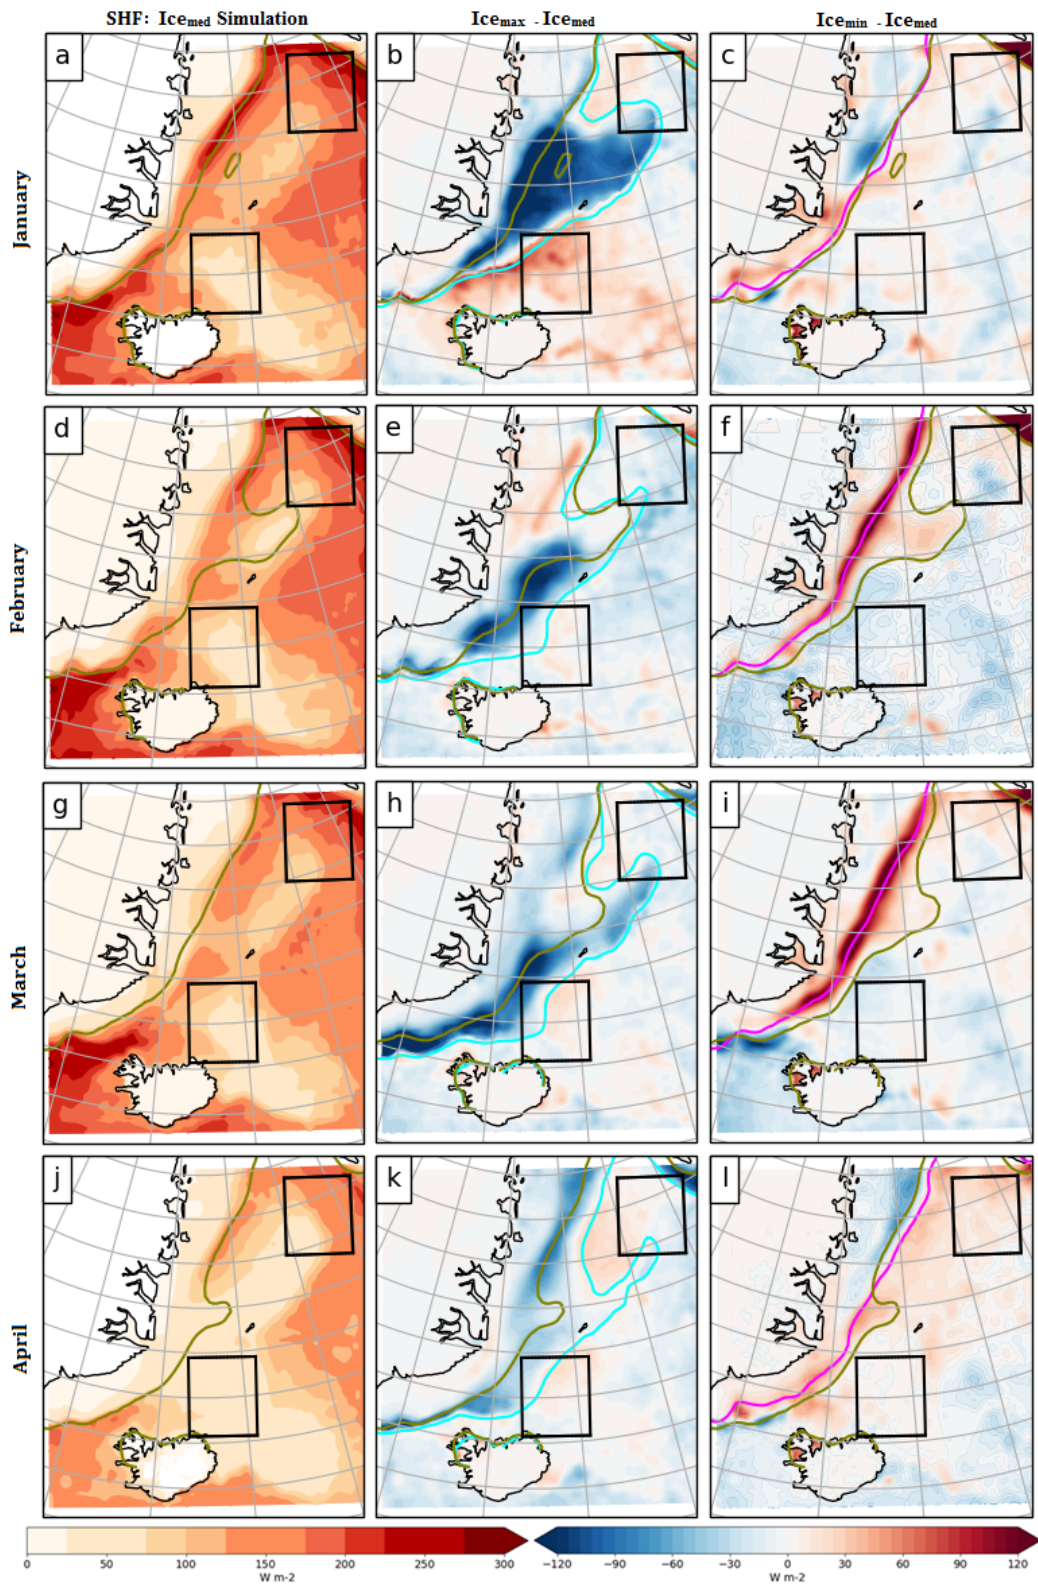 SHF: Icemed Simulation Icemax - Icemed Icemin - Icemed
January
a b c
February
d e f
March
g h i
April
j k l
0 50 100 150 200 250 300 −120 −90 −60 −30 0 30 60 90 120
W m-2 W m-2